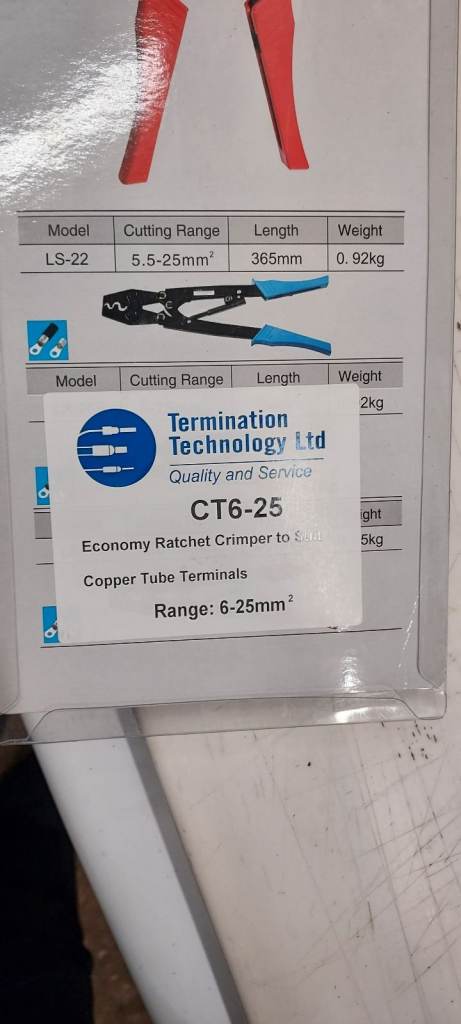 Model Cutting Range Length Weight
LS-22 5.5-25mm² 365mm 0. 92kg
Model Cutting Range Length Weight
2kg
Termination
Technology Ltd
Quality and Service
CT6-25
ight
Economy Ratchet Crimper to 5kg
Copper Tube Terminals
Range: 6-25mm²